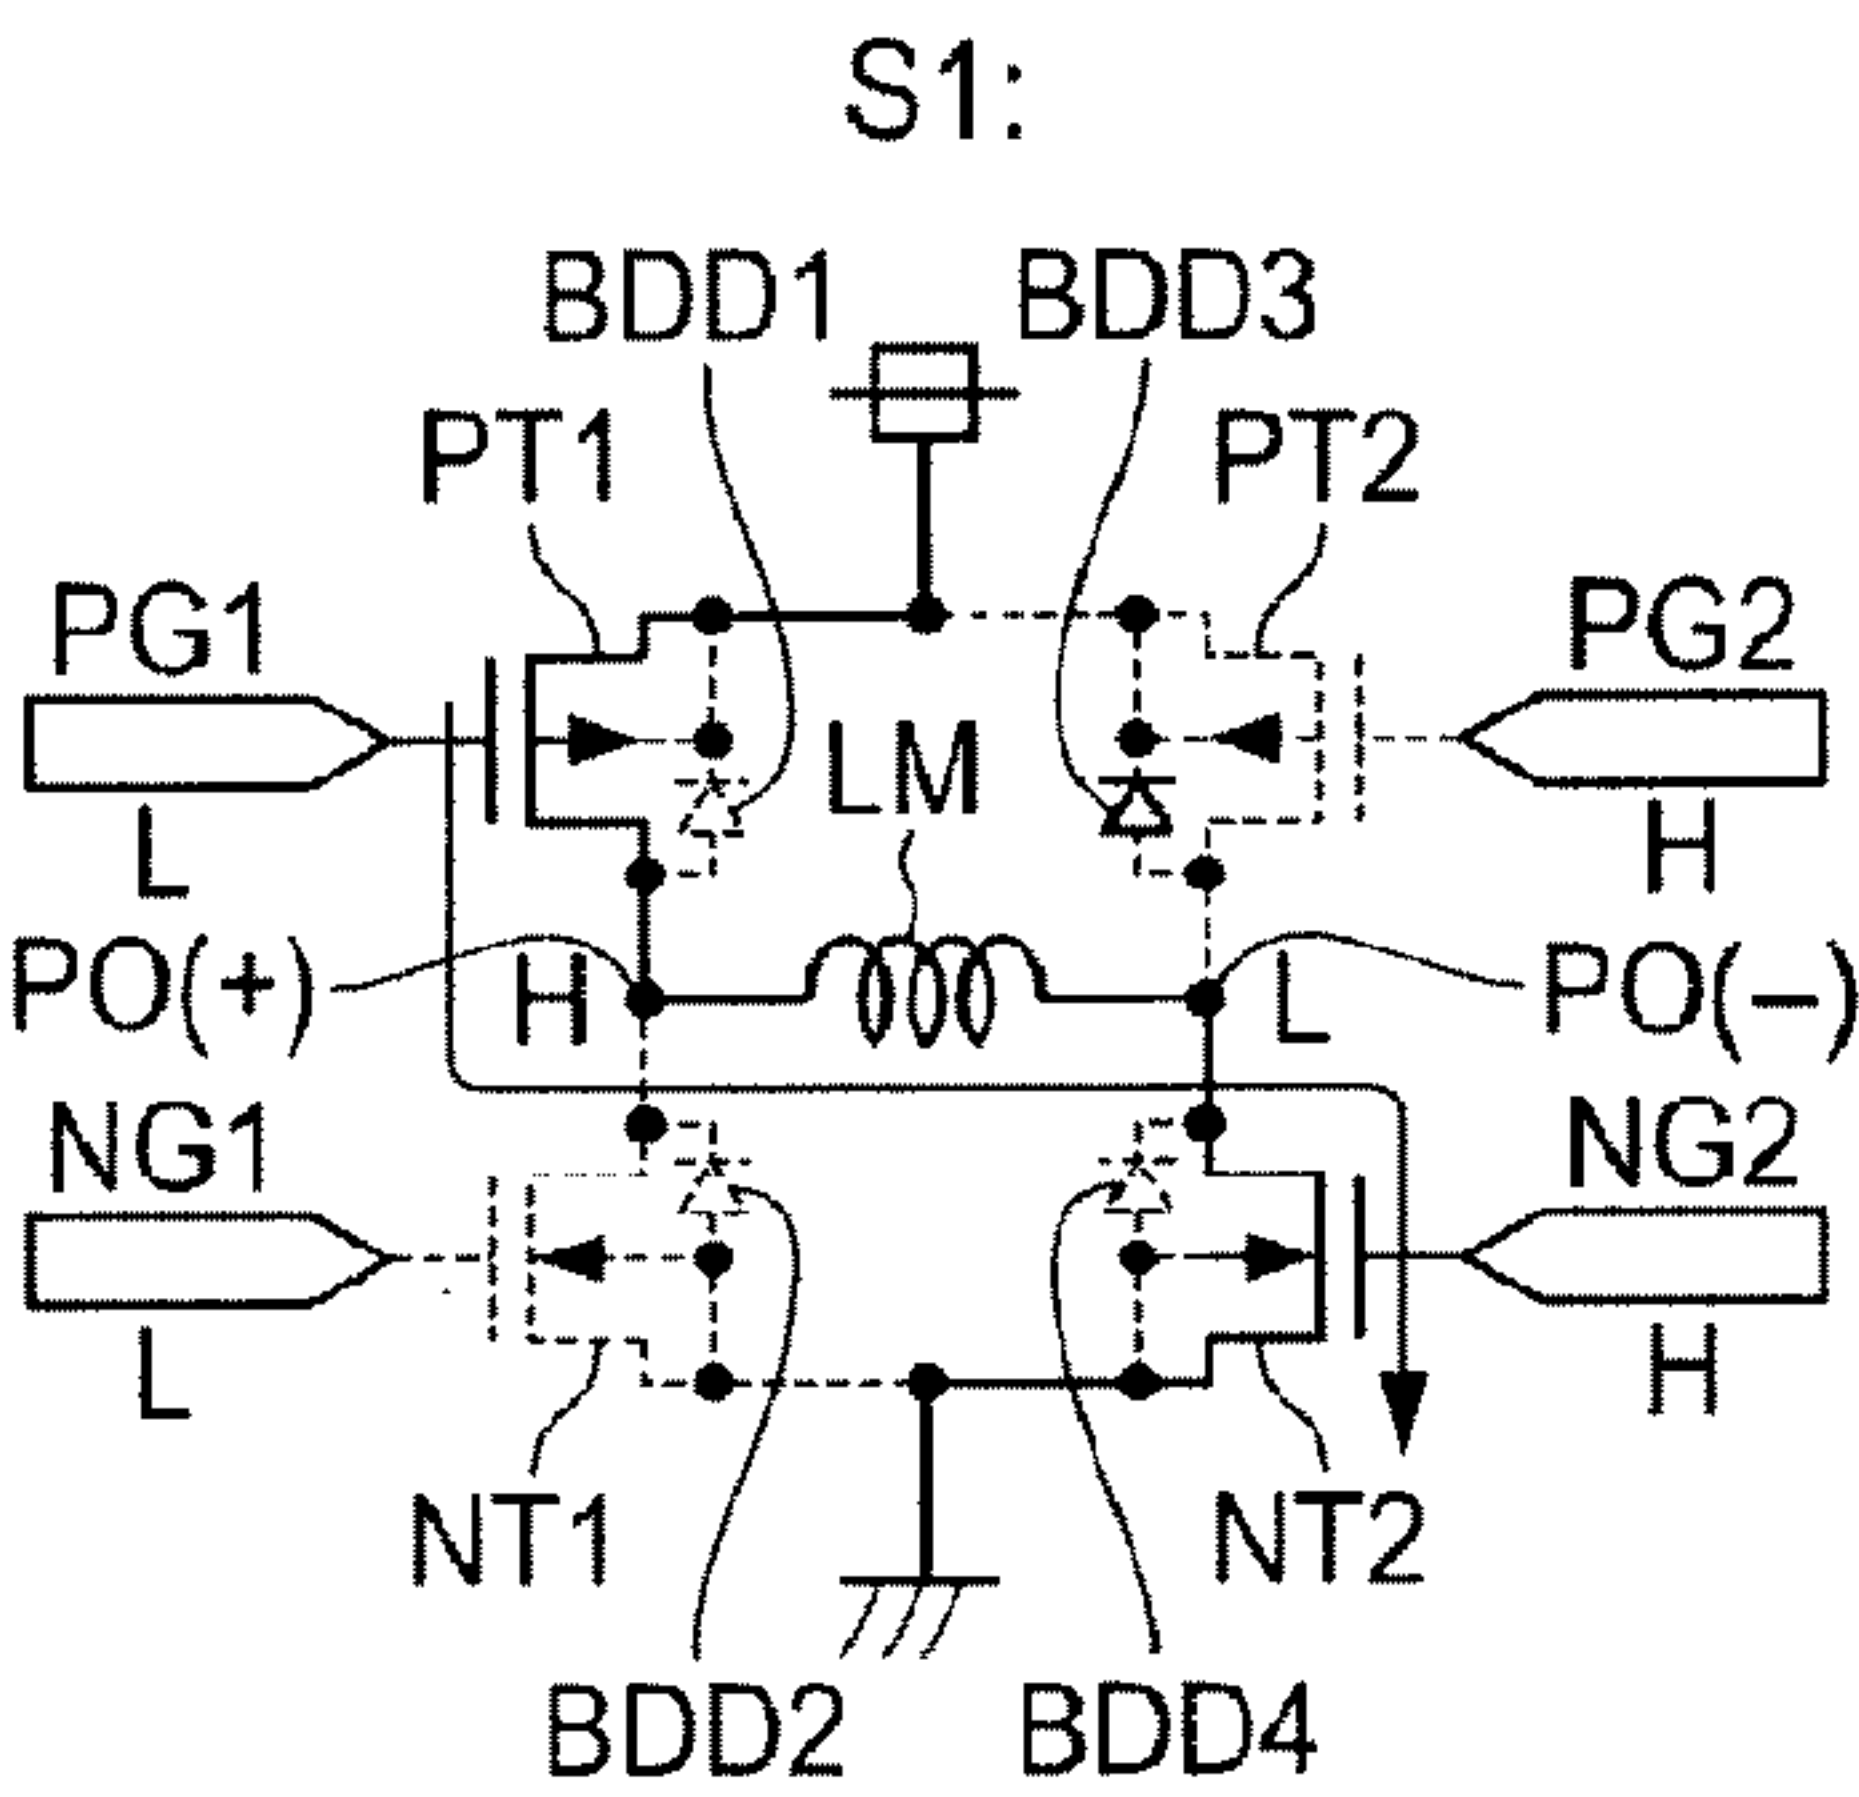 S1:
BDD1 BDD3
PT1 PT2
PG1 PG2
LM
L H
PO(+) H L PO(−)
NG1 NG2
L H
NT1 NT2
BDD2 BDD4